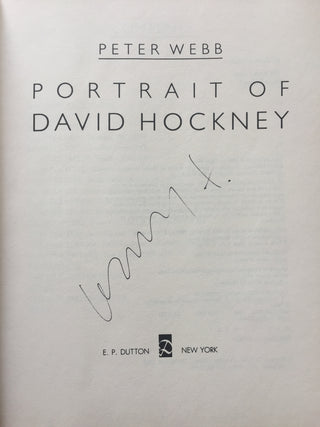 PETER WEBB
PORTRAIT OF
DAVID HOCKNEY
E. P. DUTTON NEW YORK